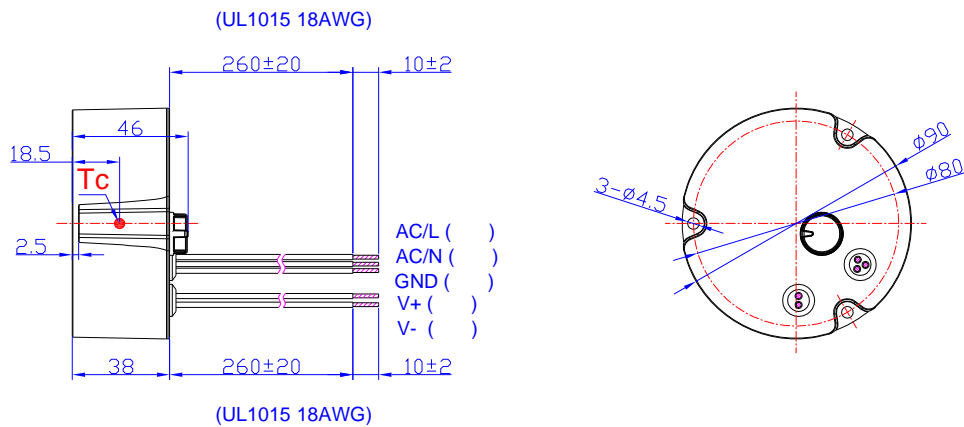 (UL1015 18AWG)
260±20
10±2
46
18.5
Tc
2.5
AC/L ( )
AC/N ( )
GND ( )
V+ ( )
V- ( )
38
260±20
10±2
(UL1015 18AWG)
ø90
ø80
3-ø4.5